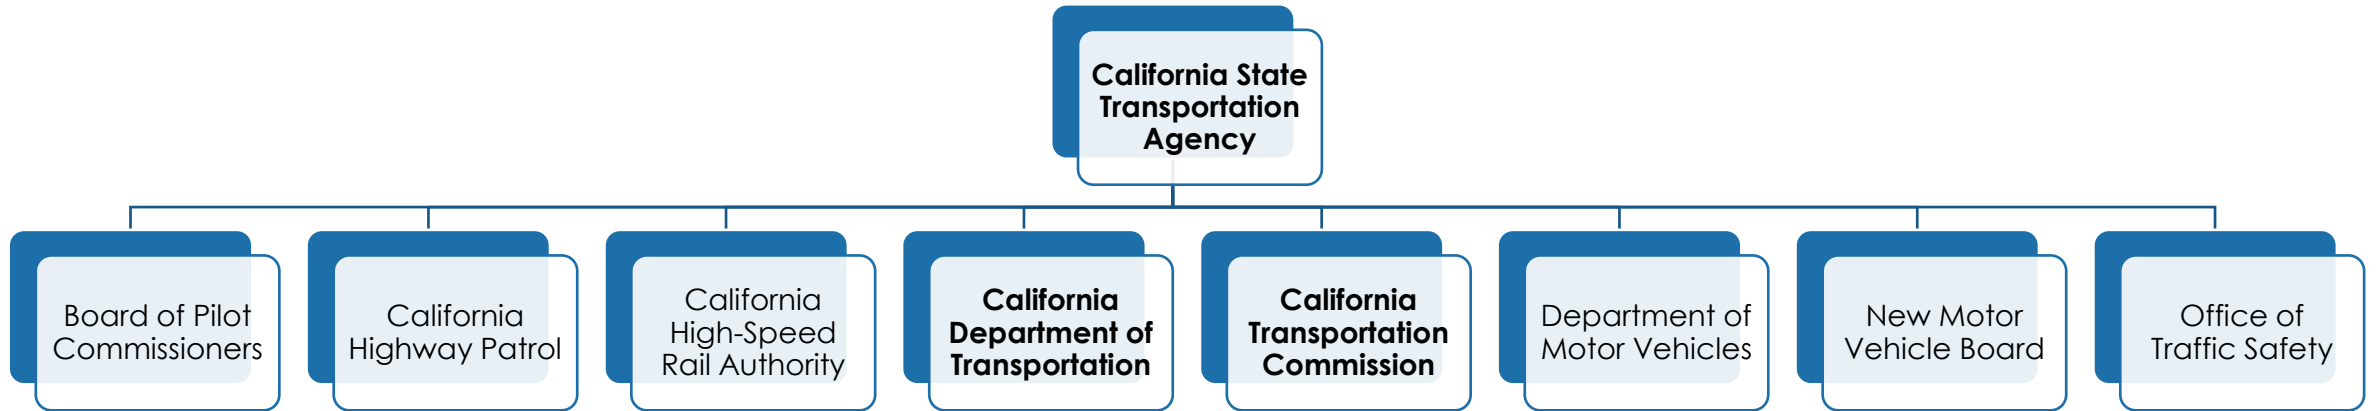 California State
Transportation
Agency
Board of Pilot
Commissioners
California
Highway Patrol
California
High-Speed
Rail Authority
California
Department of
Transportation
California
Transportation
Commission
Department of
Motor Vehicles
New Motor
Vehicle Board
Office of
Traffic Safety